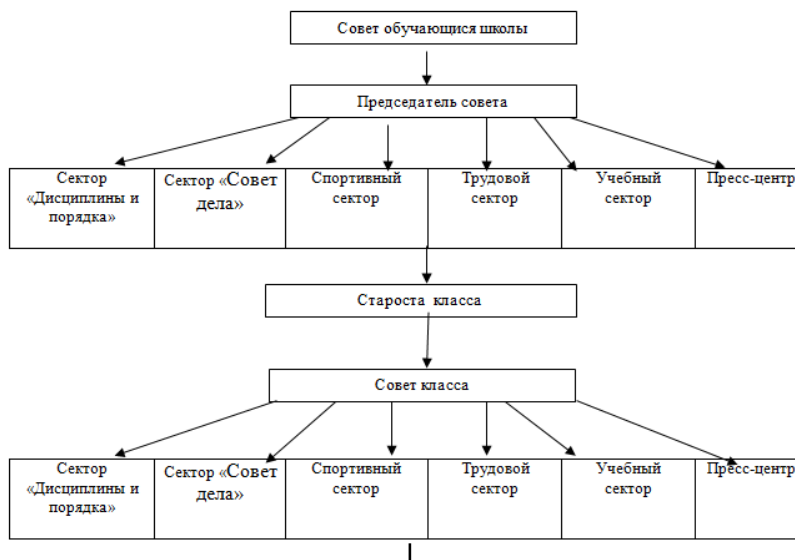 Совет обучающися школы
Председатель совета
Сектор
«Дисциплины и
порядка»
Сектор «Совет
дела»
Спортивный
сектор
Трудовой
сектор
Учебный
сектор
Пресс-центр
Староста класса
Совет класса
Сектор
«Дисциплины и
порядка»
Сектор «Совет
дела»
Спортивный
сектор
Трудовой
сектор
Учебный
сектор
Пресс-центр